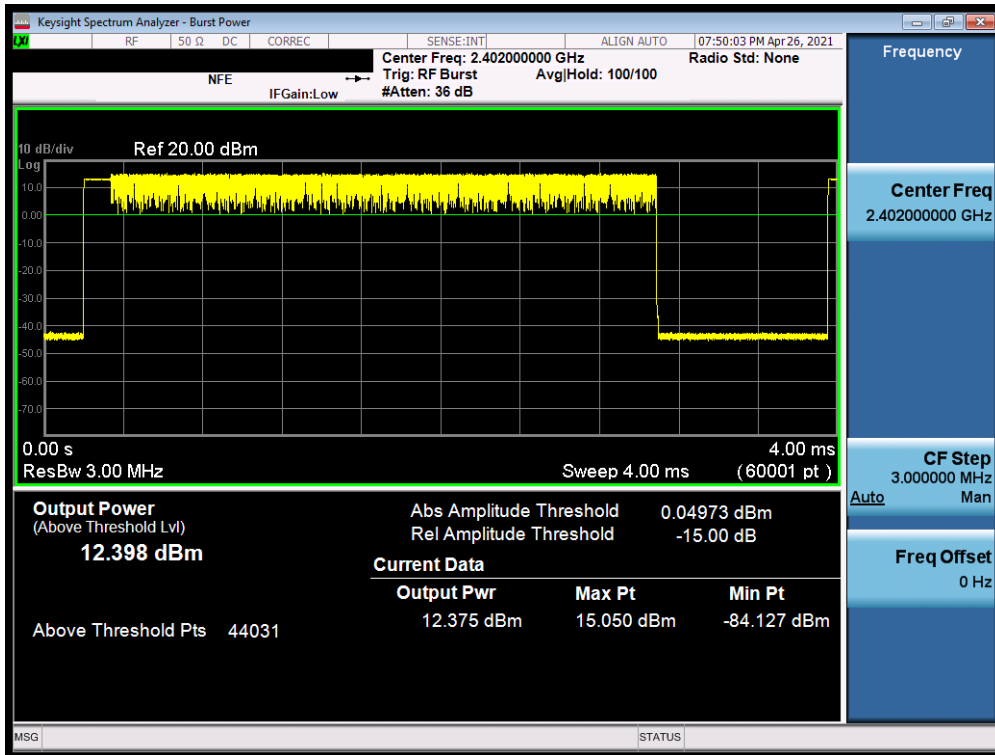 Keysight Spectrum Analyzer - Burst Power
LXI RF 50 Ω DC CORREC SENSE:INT ALIGN AUTO 07:50:03 PM Apr 26, 2021
Center Freq: 2.402000000 GHz Radio Std: None
NFE Trig: RF Burst Avg|Hold: 100/100
IFGain:Low #Atten: 36 dB
Frequency
10 dB/div Ref 20.00 dBm
Log
10.0
0.00
-10.0
-20.0
-30.0
-40.0
-50.0
-60.0
-70.0
0.00 s 4.00 ms
ResBw 3.00 MHz Sweep 4.00 ms (60001 pt )
Center Freq
2.402000000 GHz
CF Step
3.000000 MHz
Auto Man
Freq Offset
0 Hz
Output Power
(Above Threshold Lvl)
12.398 dBm
Above Threshold Pts 44031
Abs Amplitude Threshold 0.04973 dBm
Rel Amplitude Threshold -15.00 dB
Current Data
Output Pwr Max Pt Min Pt
12.375 dBm 15.050 dBm -84.127 dBm
MSG STATUS